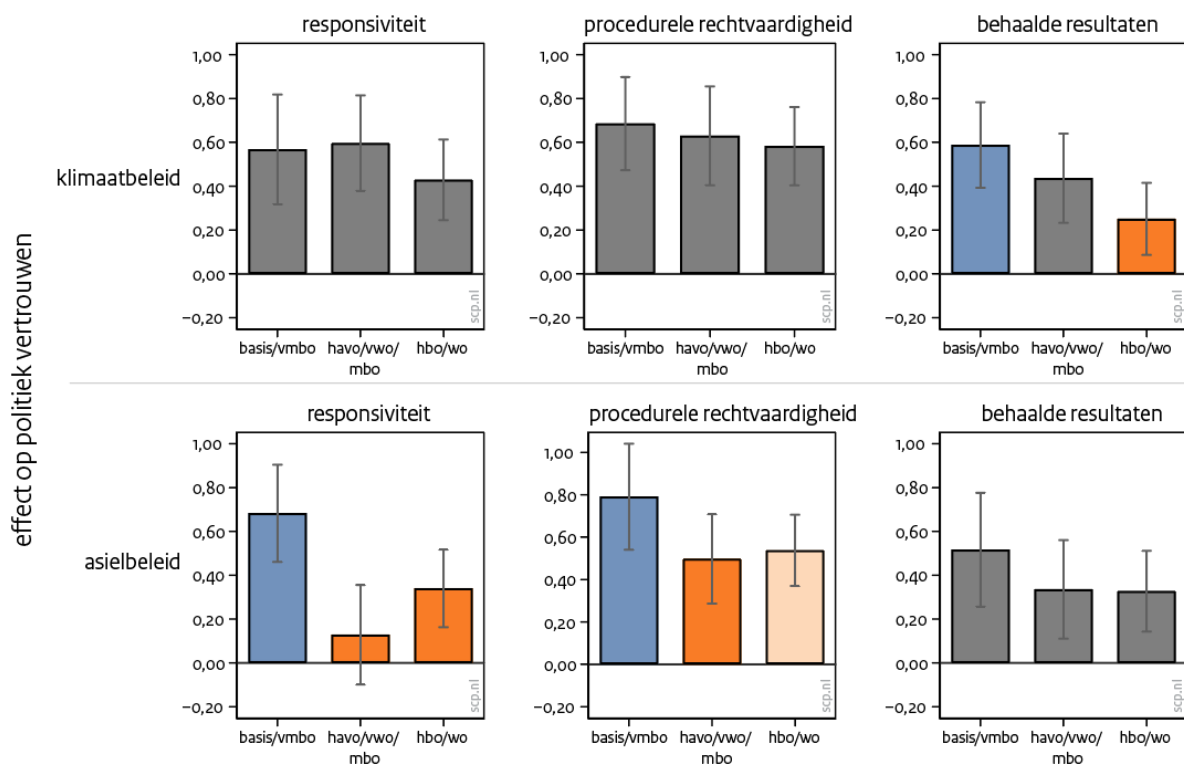 responsiviteit
procedurele rechtvaardigheid
behaalde resultaten
effect op politiek vertrouwen
klimaatbeleid
1,00
0,80
0,60
0,40
0,20
0,00
−0,20
scp.nl
basis/vmbo
havo/vwo/
mbo
hbo/wo
1,00
0,80
0,60
0,40
0,20
0,00
−0,20
scp.nl
basis/vmbo
havo/vwo/
mbo
hbo/wo
1,00
0,80
0,60
0,40
0,20
0,00
−0,20
scp.nl
basis/vmbo
havo/vwo/
mbo
hbo/wo
responsiviteit
procedurele rechtvaardigheid
behaalde resultaten
asielbeleid
1,00
0,80
0,60
0,40
0,20
0,00
−0,20
scp.nl
basis/vmbo
havo/vwo/
mbo
hbo/wo
1,00
0,80
0,60
0,40
0,20
0,00
−0,20
scp.nl
basis/vmbo
havo/vwo/
mbo
hbo/wo
1,00
0,80
0,60
0,40
0,20
0,00
−0,20
scp.nl
basis/vmbo
havo/vwo/
mbo
hbo/wo